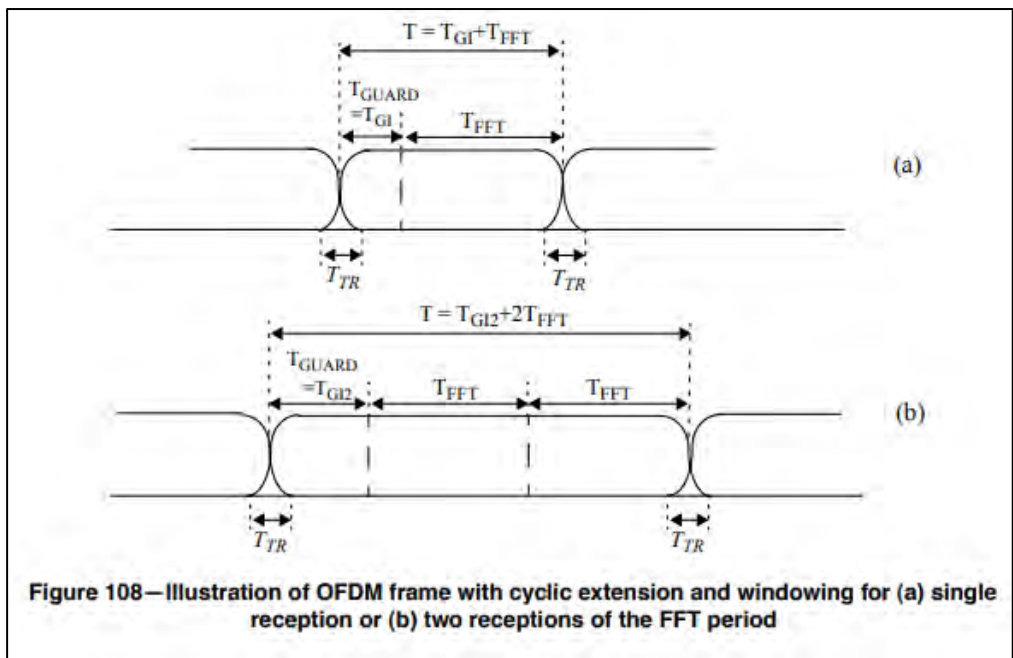 T = TGI+TFFT
TGUARD
=TGI
TFFT
(a)
TTR
TTR
T = TGI2+2TFFT
TGUARD
=TGI2
TFFT
TFFT
(b)
TTR
TTR
Figure 108—Illustration of OFDM frame with cyclic extension and windowing for (a) single
reception or (b) two receptions of the FFT period